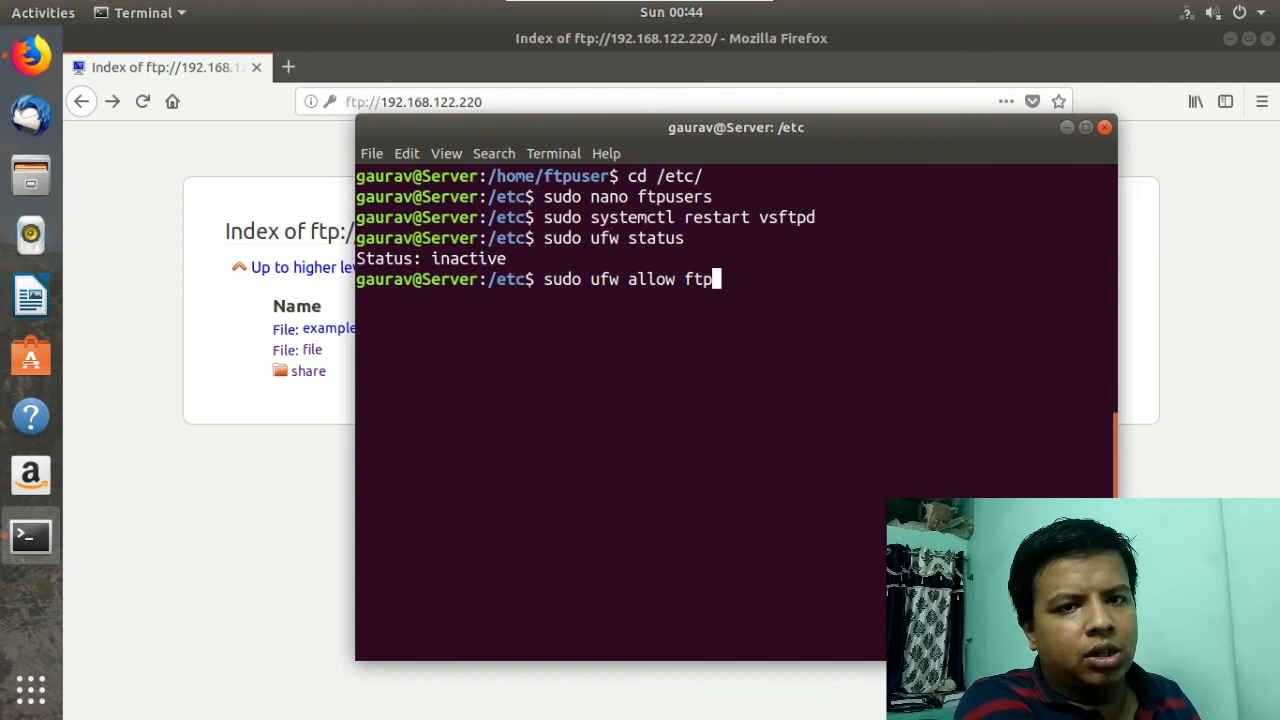 Activities
Terminal
Sun 00:44
Index of ftp://192.168.122.220/ - Mozilla Firefox
Index of ftp://192.168.12
ftp://192.168.122.220
gaurav@Server: /etc
File Edit View Search Terminal Help
gaurav@Server:/home/ftpuser$ cd /etc/
gaurav@Server:/etc$ sudo nano ftpusers
gaurav@Server:/etc$ sudo systemctl restart vsftpd
gaurav@Server:/etc$ sudo ufw status
Status: inactive
gaurav@Server:/etc$ sudo ufw allow ftp
Index of ftp:/
Up to higher lev
Name
File: example
File: file
share